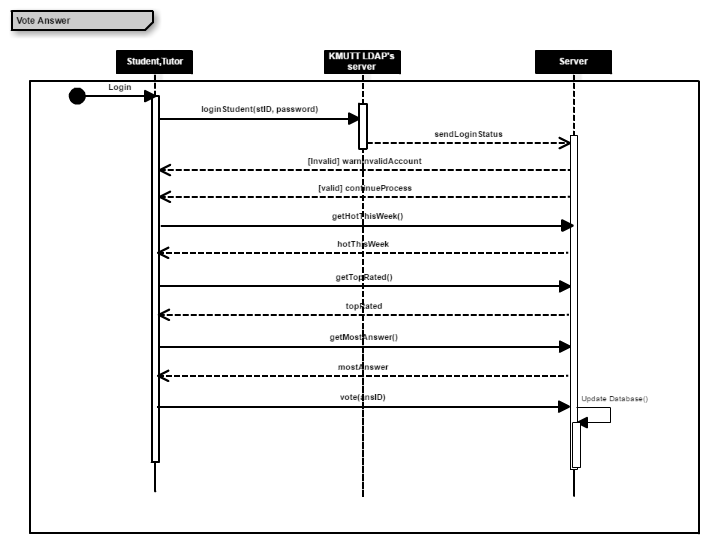 Vote Answer
Student,Tutor
KMUTT LDAP's
server
Server
Login
loginStudent(stID, password)
sendLoginStatus
[Invalid] warnInvalidAccount
[valid] continueProcess
getHotThisWeek()
hotThisWeek
getTopRated()
topRated
getMostAnswer()
mostAnswer
vote(ansID)
Update Database()